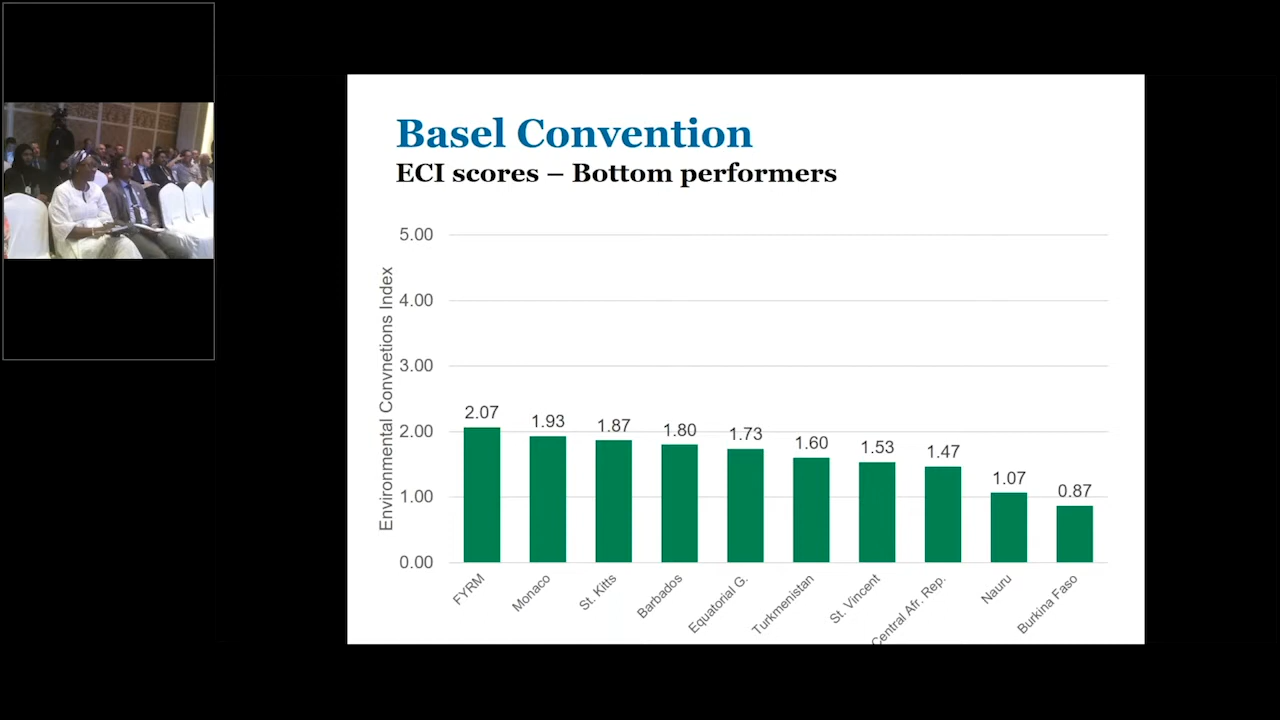 Basel Convention
ECI scores – Bottom performers
Environmental Convnetions Index
5.00
4.00
3.00
2.00
1.00
0.00
2.07
1.93
1.87
1.80
1.73
1.60
1.53
1.47
1.07
0.87
FYRM
Monaco
St. Kitts
Barbados
Equatorial G.
Turkmenistan
St. Vincent
Central Afr. Rep.
Nauru
Burkina Faso